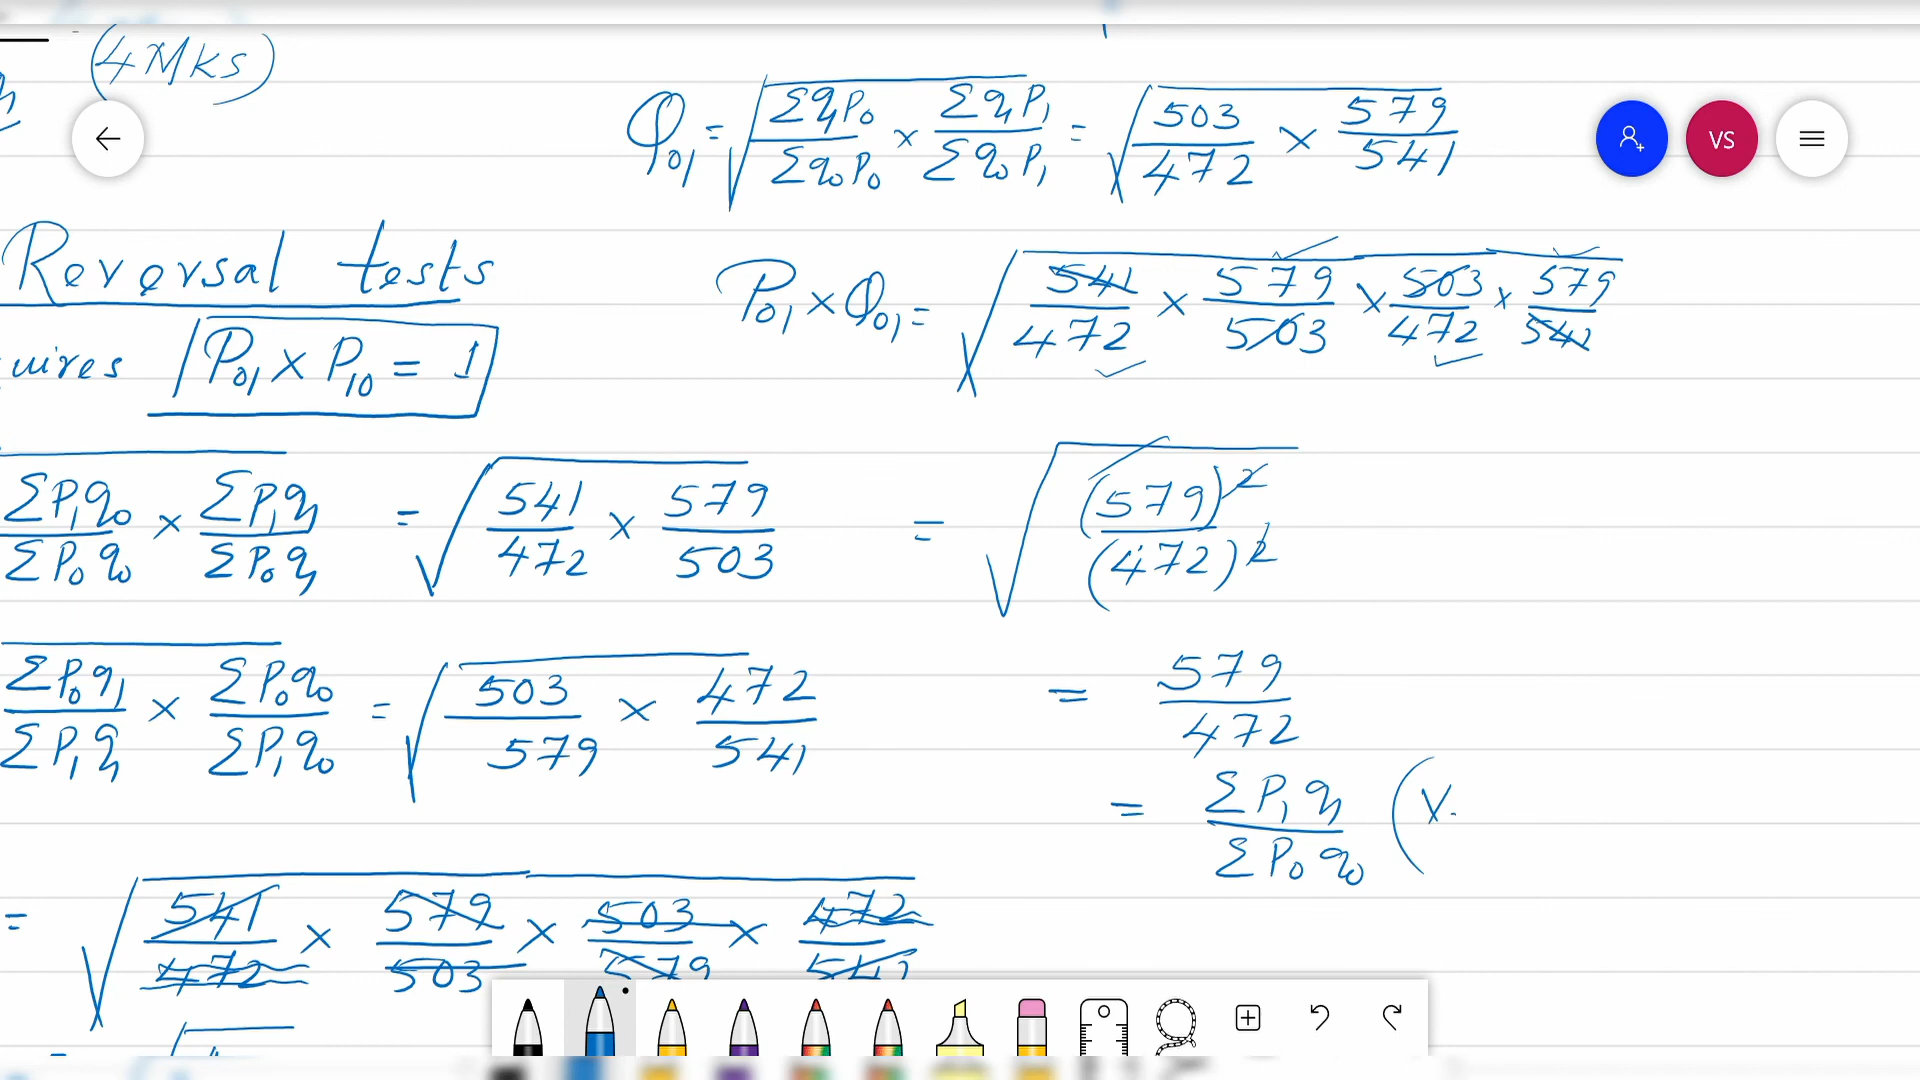 (4 Mks)
Q₀₁ = √(Σq₁P₀/Σq₀P₀ × Σq₁P₁/Σq₀P₁) = √(503/472 × 579/541)
VS
Reversal tests
P₀₁ × Q₀₁ = √(541/472 × 579/503 × 503/472 × 579/541)
uires P₀₁ × P₁₀ = 1
ΣP₁q₀/ΣP₀q₀ × ΣP₁q₁/ΣP₀q₁ = √(541/472 × 579/503)
= √((579)²/(472)²)
ΣP₀q₁/ΣP₁q₁ × ΣP₀q₀/ΣP₁q₀ = √(503/579 × 472/541)
= 579/472
= ΣP₁q₁/ΣP₀q₀ (V.
= √(541/472 × 579/503 × 503/579 × 472/541)